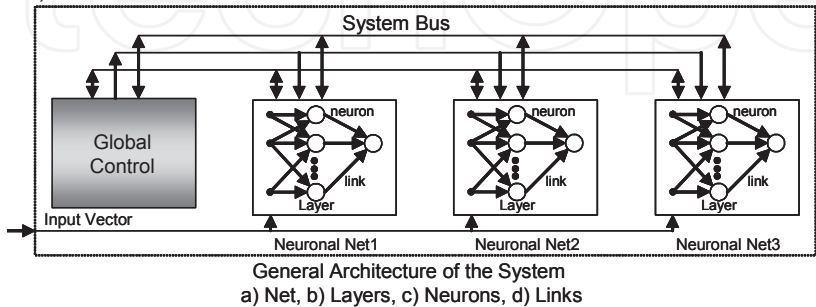 System Bus
Global
Control
neuron
link
Layer
neuron
link
Layer
neuron
link
Layer
Input Vector
Neuronal Net1
Neuronal Net2
Neuronal Net3
General Architecture of the System
a) Net, b) Layers, c) Neurons, d) Links